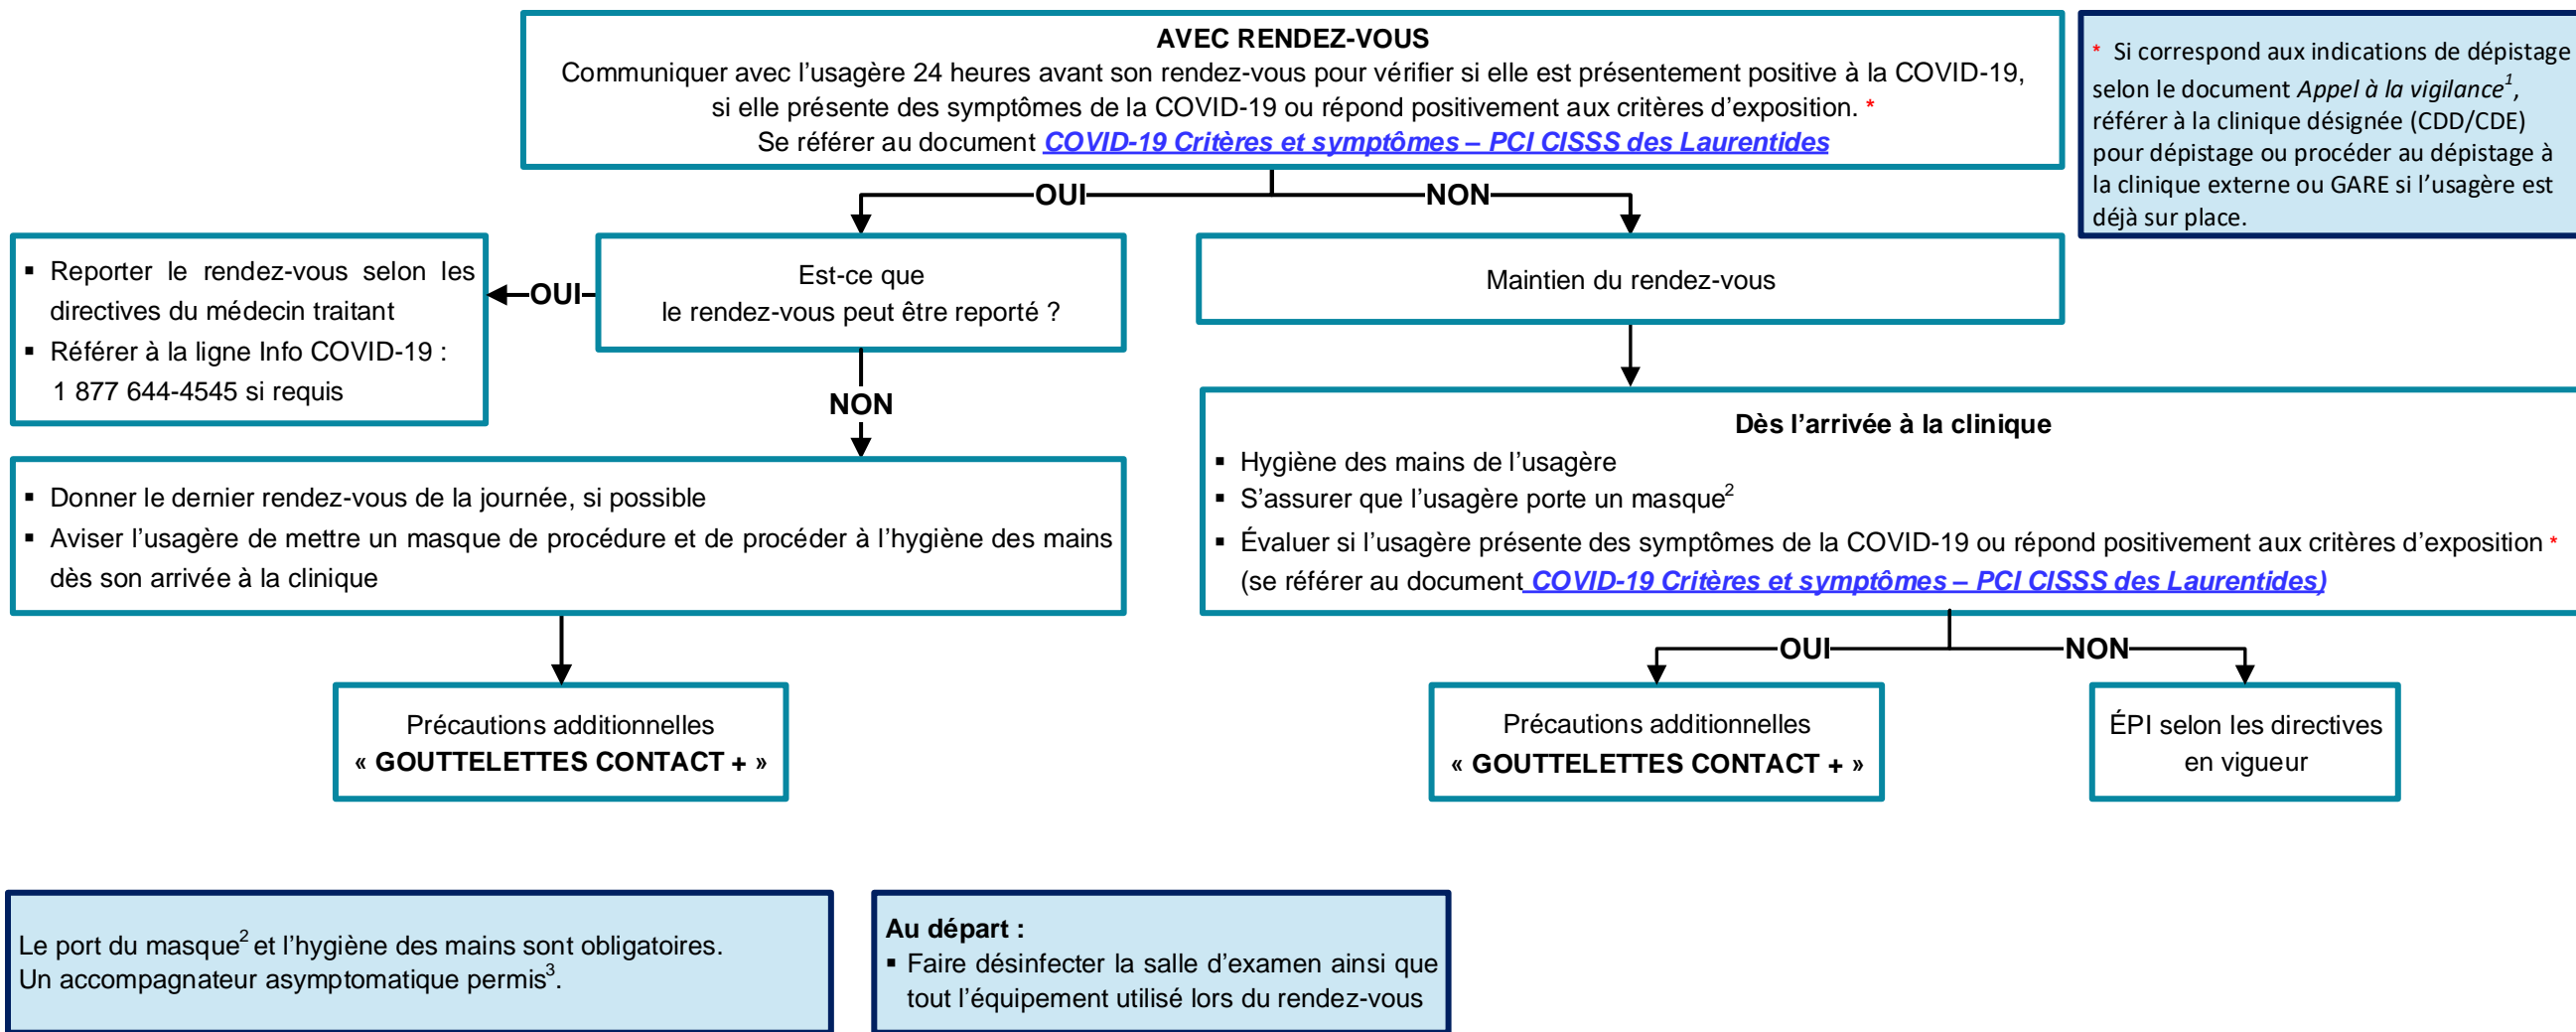 AVEC RENDEZ-VOUS
Communiquer avec l'usagère 24 heures avant son rendez-vous pour vérifier si elle est présentement positive à la COVID-19,
si elle présente des symptômes de la COVID-19 ou répond positivement aux critères d'exposition. *
Se référer au document COVID-19 Critères et symptômes – PCI CISSS des Laurentides
* Si correspond aux indications de dépistage
selon le document Appel à la vigilance1,
référer à la clinique désignée (CDD/CDE)
pour dépistage ou procéder au dépistage à
la clinique externe ou GARE si l'usagère est
déjà sur place.
OUI
NON
▪ Reporter le rendez-vous selon les
directives du médecin traitant
▪ Référer à la ligne Info COVID-19 :
1 877 644-4545 si requis
OUI
Est-ce que
le rendez-vous peut être reporté ?
Maintien du rendez-vous
NON
Dès l'arrivée à la clinique
▪ Hygiène des mains de l'usagère
▪ S'assurer que l'usagère porte un masque2
▪ Évaluer si l'usagère présente des symptômes de la COVID-19 ou répond positivement aux critères d'exposition *
(se référer au document COVID-19 Critères et symptômes – PCI CISSS des Laurentides)
▪ Donner le dernier rendez-vous de la journée, si possible
▪ Aviser l'usagère de mettre un masque de procédure et de procéder à l'hygiène des mains
dès son arrivée à la clinique
OUI
NON
Précautions additionnelles
« GOUTTELETTES CONTACT + »
Précautions additionnelles
« GOUTTELETTES CONTACT + »
ÉPI selon les directives
en vigueur
Le port du masque2 et l'hygiène des mains sont obligatoires.
Un accompagnateur asymptomatique permis3.
Au départ :
▪ Faire désinfecter la salle d'examen ainsi que
tout l'équipement utilisé lors du rendez-vous